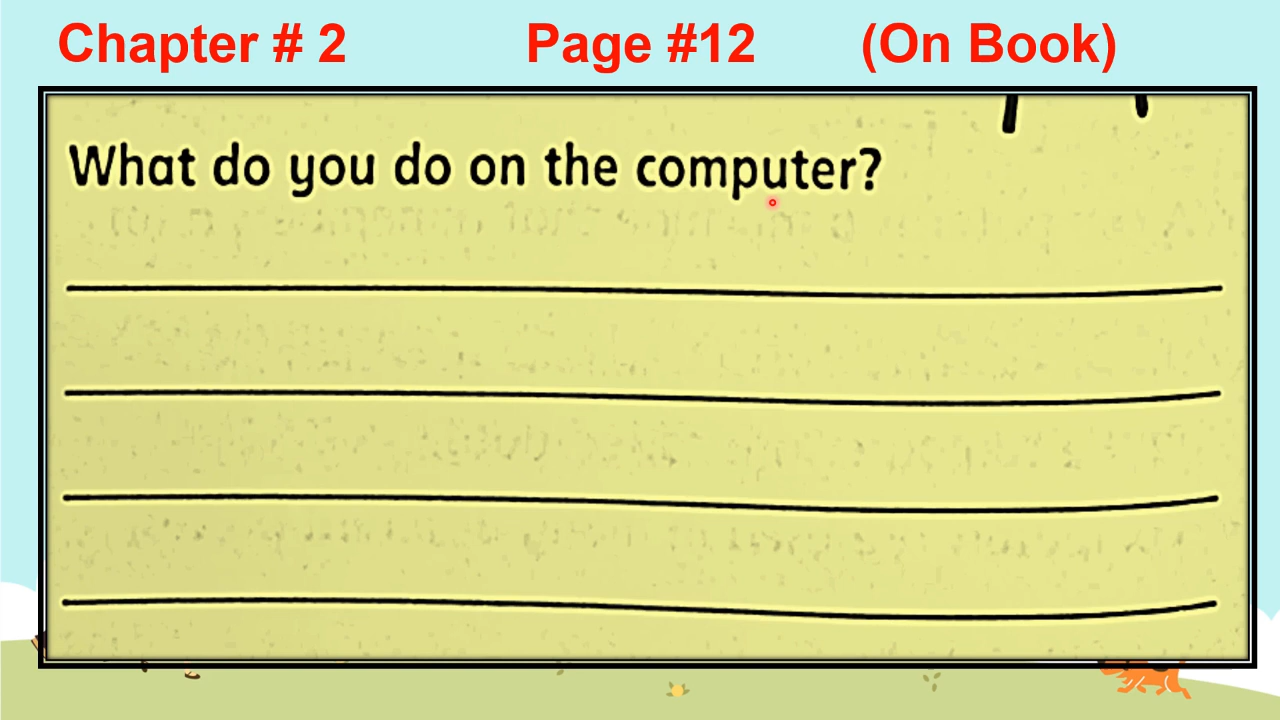 Chapter # 2 Page #12 (On Book)
What do you do on the computer?